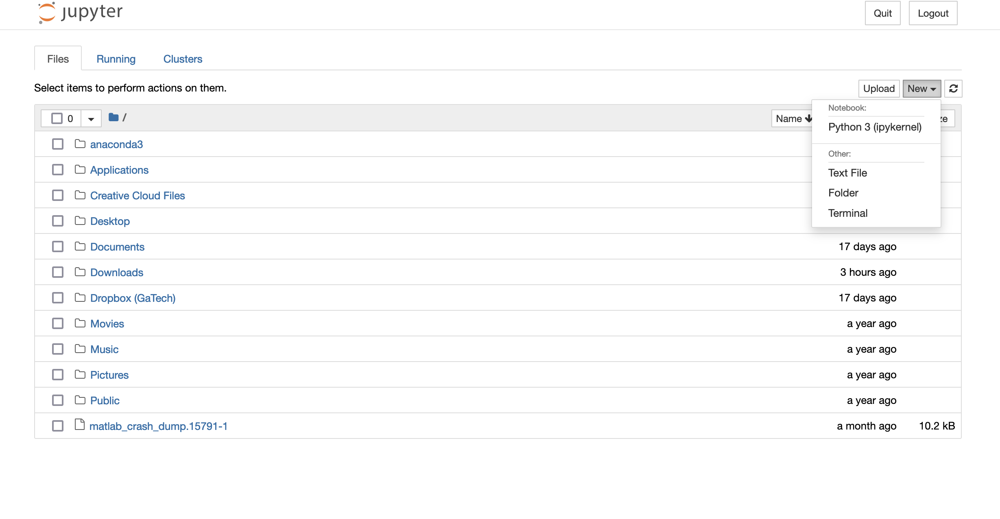 jupyter
Quit Logout
Files Running Clusters
Select items to perform actions on them.
Upload New
0 / Name
Notebook:
Python 3 (ipykernel)
Other:
Text File
Folder
Terminal
anaconda3
Applications
Creative Cloud Files
Desktop
Documents 17 days ago
Downloads 3 hours ago
Dropbox (GaTech) 17 days ago
Movies a year ago
Music a year ago
Pictures a year ago
Public a year ago
matlab_crash_dump.15791-1 a month ago 10.2 kB